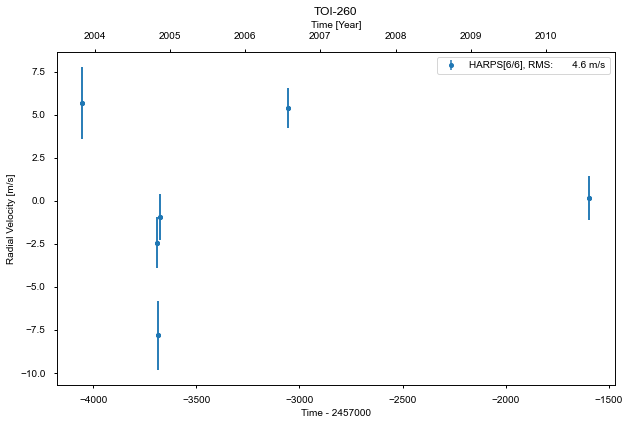 TOI-260
Time [Year]
2004 2005 2006 2007 2008 2009 2010
HARPS[6/6], RMS: 4.6 m/s
7.5
5.0
2.5
0.0
−2.5
−5.0
−7.5
−10.0
Radial Velocity [m/s]
−4000 −3500 −3000 −2500 −2000 −1500
Time - 2457000